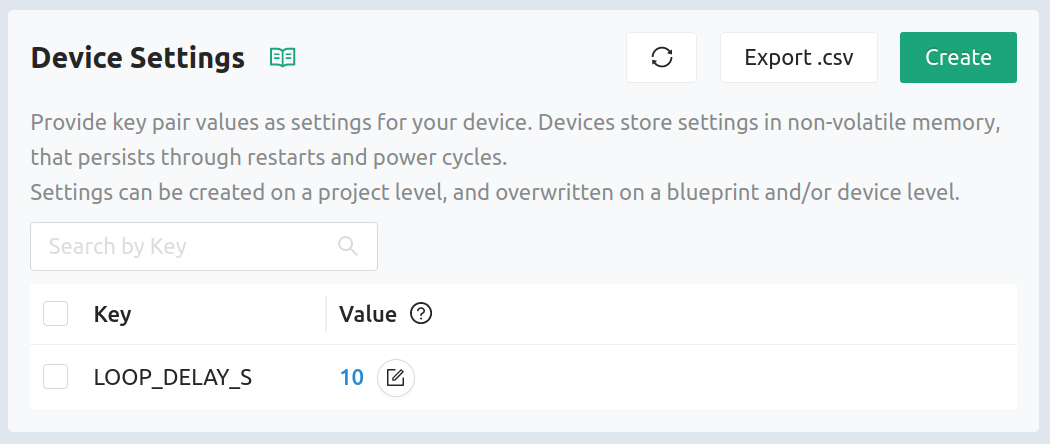 Device Settings
Export .csv
Create
Provide key pair values as settings for your device. Devices store settings in non-volatile memory,
that persists through restarts and power cycles.
Settings can be created on a project level, and overwritten on a blueprint and/or device level.
Search by Key
Key Value
LOOP_DELAY_S 10